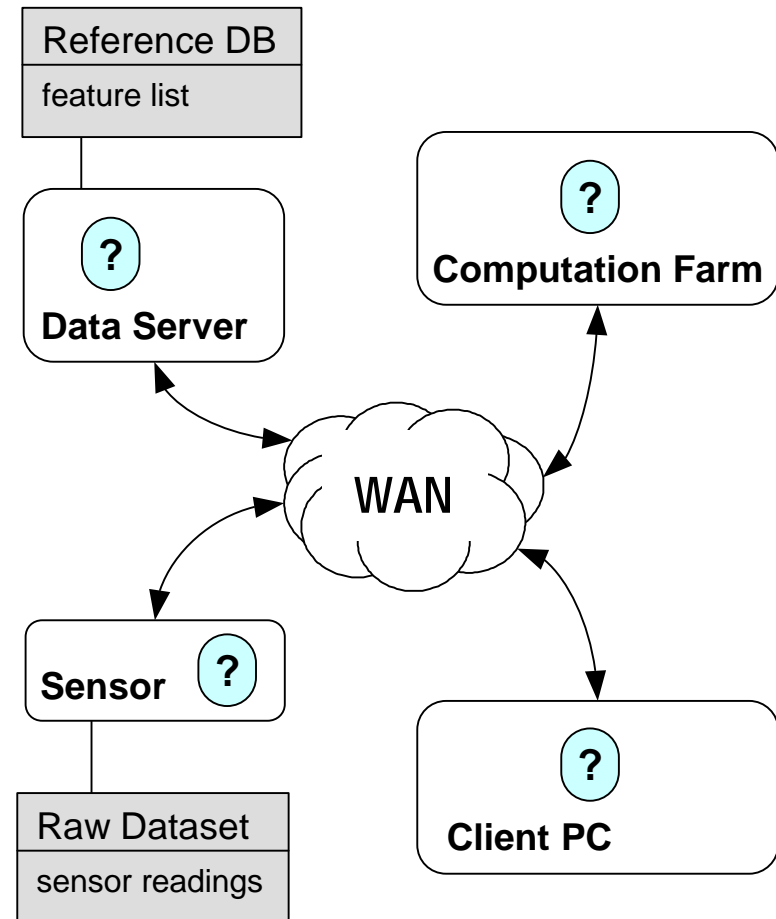 Reference DB
feature list
?
Data Server
?
Computation Farm
WAN
Sensor ?
Raw Dataset
sensor readings
?
Client PC